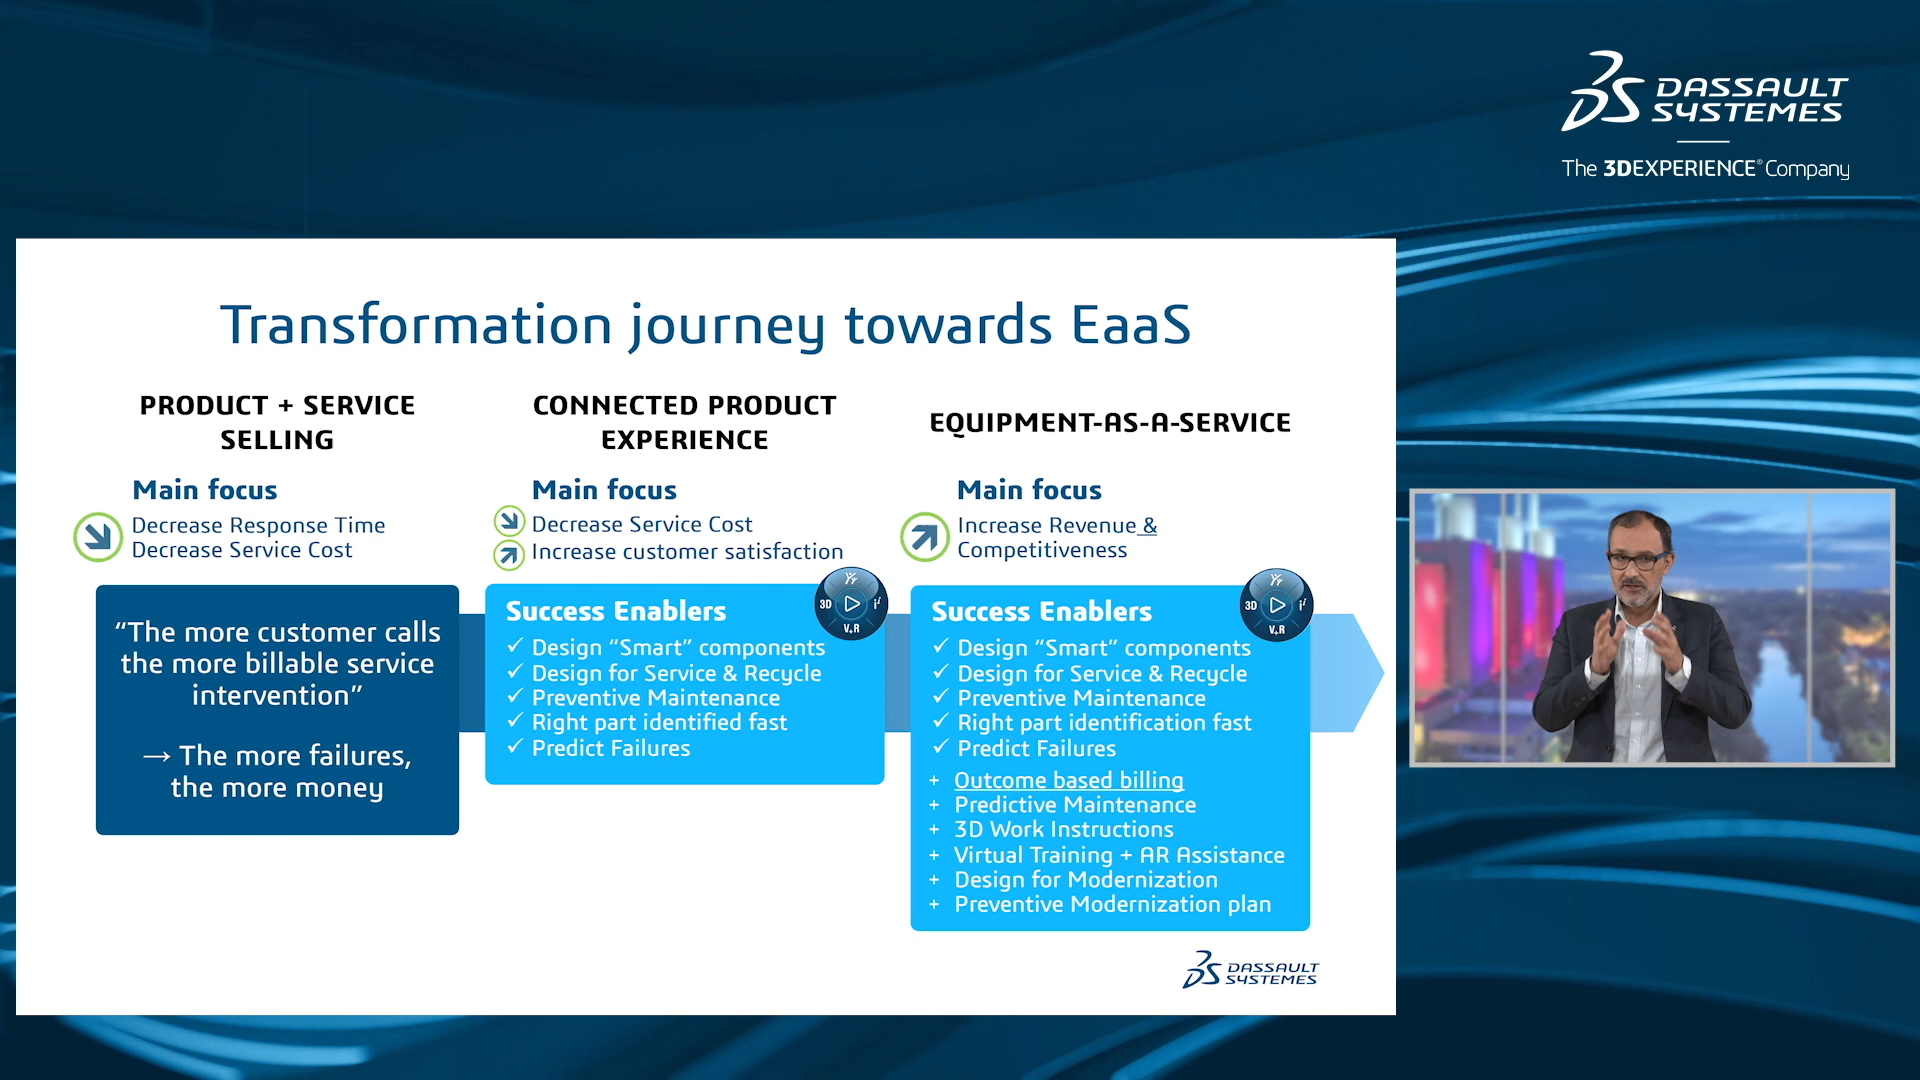 DASSAULT
SYSTEMES
The 3DEXPERIENCE® Company
Transformation journey towards EaaS
PRODUCT + SERVICE
SELLING
Main focus
Decrease Response Time
Decrease Service Cost
“The more customer calls
the more billable service
intervention”
→ The more failures,
the more money
CONNECTED PRODUCT
EXPERIENCE
Main focus
Decrease Service Cost
Increase customer satisfaction
3D
V+R
Success Enablers
✓ Design “Smart” components
✓ Design for Service & Recycle
✓ Preventive Maintenance
✓ Right part identified fast
✓ Predict Failures
EQUIPMENT-AS-A-SERVICE
Main focus
Increase Revenue &
Competitiveness
3D
V+R
Success Enablers
✓ Design “Smart” components
✓ Design for Service & Recycle
✓ Preventive Maintenance
✓ Right part identification fast
✓ Predict Failures
+ Outcome based billing
+ Predictive Maintenance
+ 3D Work Instructions
+ Virtual Training + AR Assistance
+ Design for Modernization
+ Preventive Modernization plan
DASSAULT
SYSTEMES